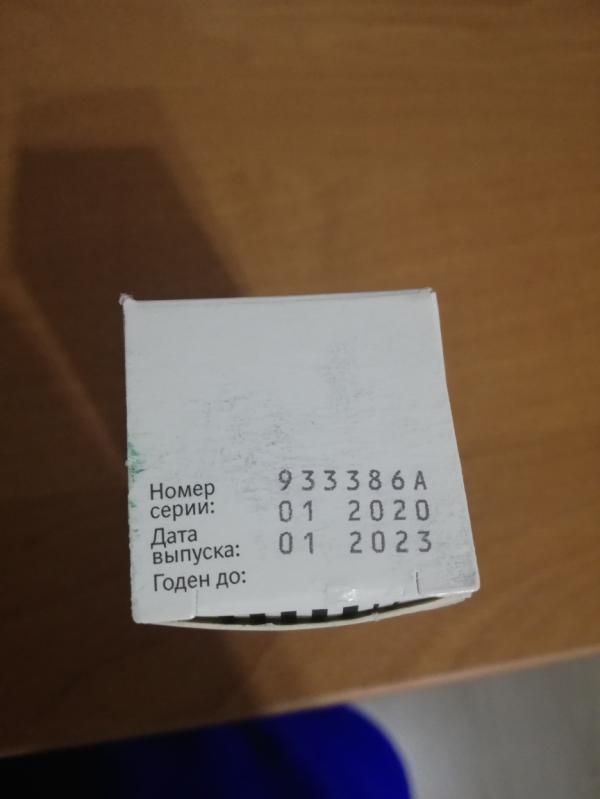 Номер 933386A
серии: 01 2020
Дата
выпуска: 01 2023
Годен до: